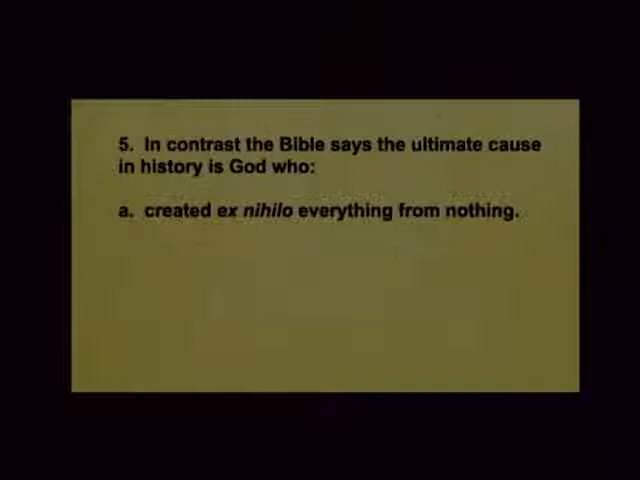 5. In contrast the Bible says the ultimate cause
in history is God who:
a. created ex nihilo everything from nothing.